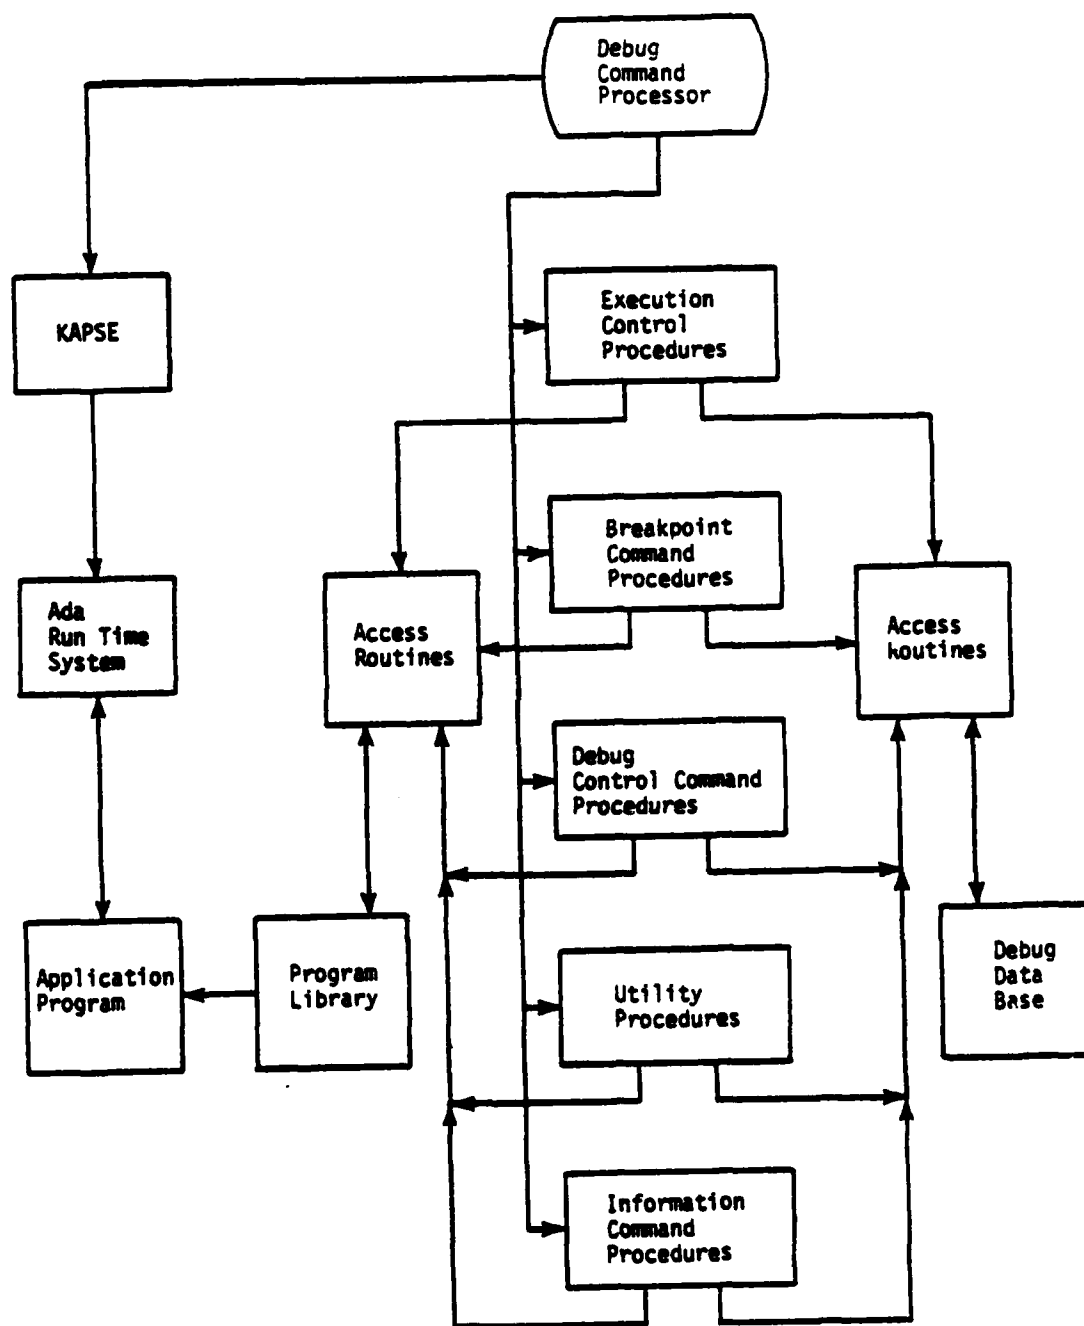 Debug
Command
Processor
KAPSE
Execution
Control
Procedures
Breakpoint
Command
Procedures
Ada
Run Time
System
Access
Routines
Access
Routines
Debug
Control Command
Procedures
Application
Program
Program
Library
Utility
Procedures
Debug
Data
Base
Information
Command
Procedures